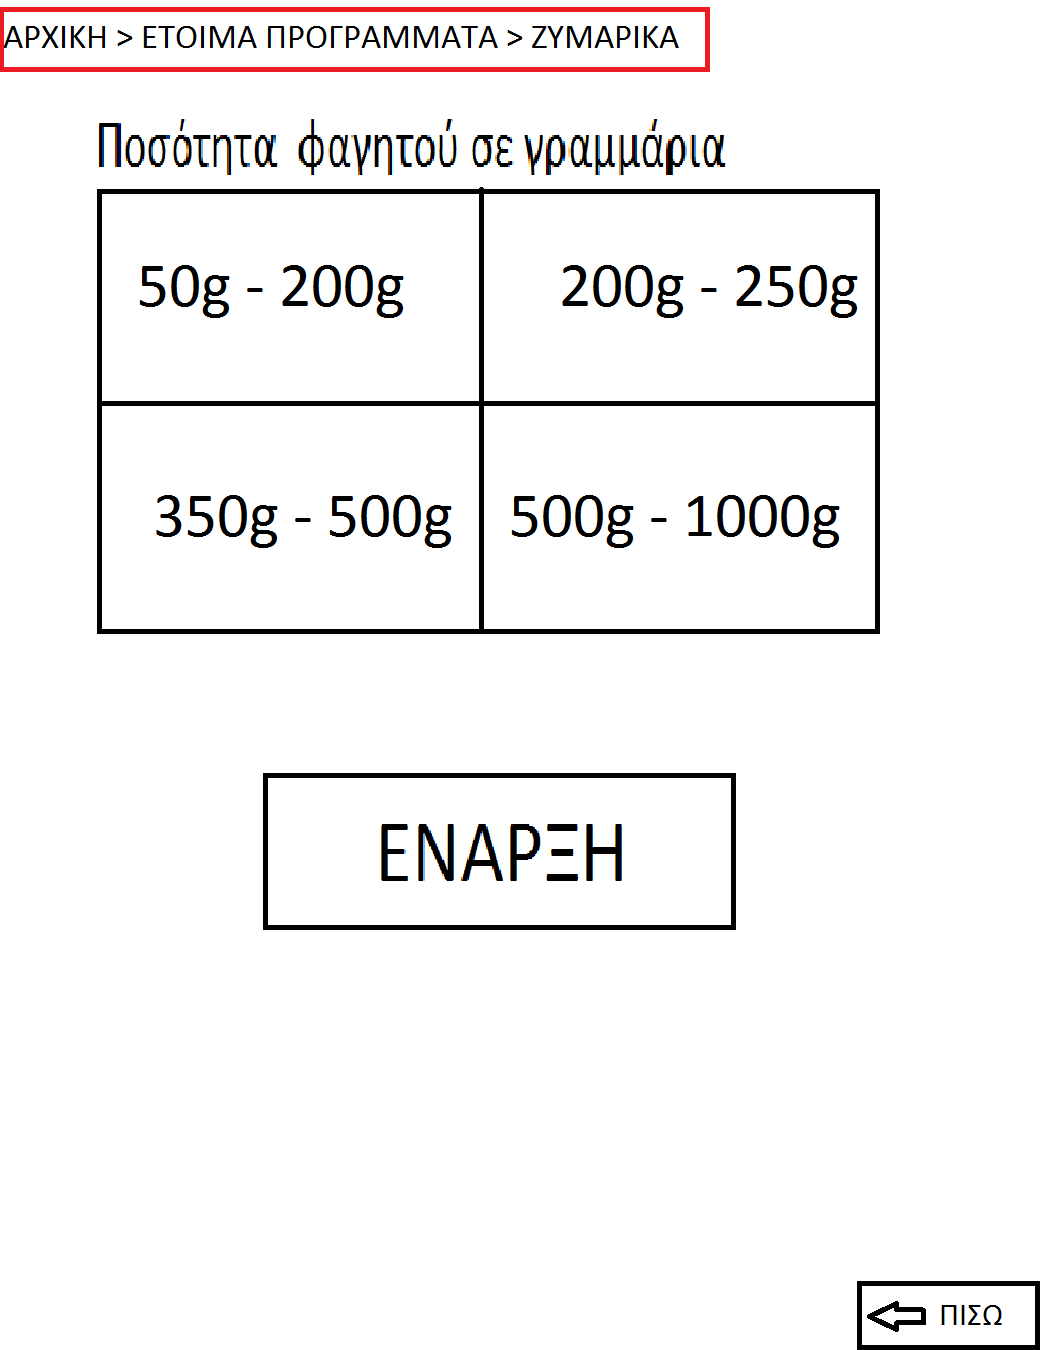 ΑΡΧΙΚΗ > ΕΤΟΙΜΑ ΠΡΟΓΡΑΜΜΑΤΑ > ΖΥΜΑΡΙΚΑ
Ποσότητα φαγητού σε γραμμάρια
50g - 200g
200g - 250g
350g - 500g
500g - 1000g
ΕΝΑΡΞΗ
ΠΙΣΩ